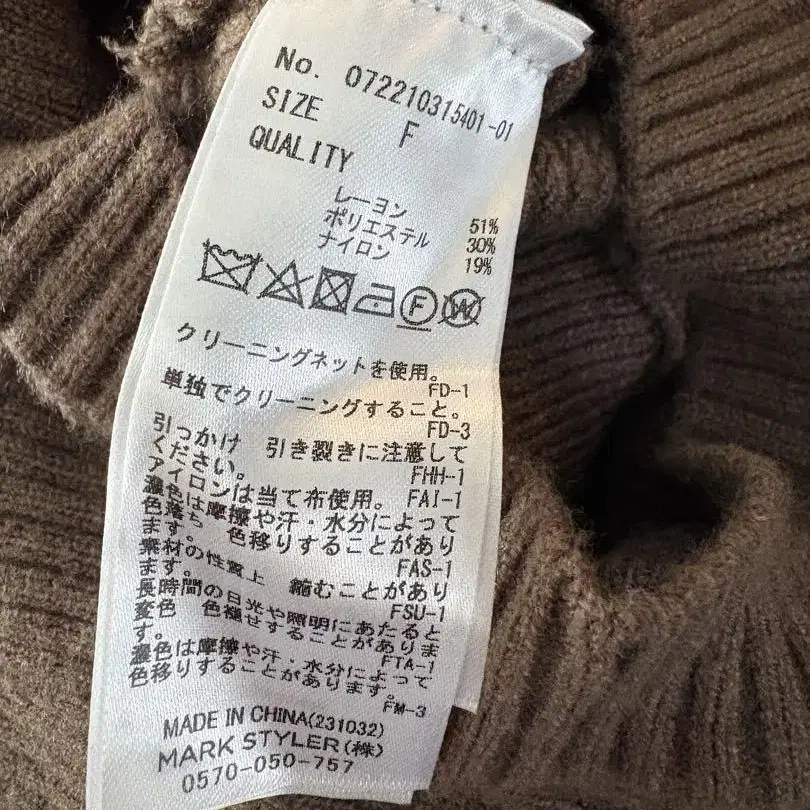 No. 072210315401-01
SIZE F
QUALITY
レーヨン 51%
ポリエステル 30%
ナイロン 19%
F W
クリーニングネットを使用。
FD-1
単独でクリーニングすること。
FD-3
引っかけ 引き裂きに注意して
ください。 FHH-1
アイロンは当て布使用。 FAI-1
濃色は摩擦や汗・水分によって
色落ち 色移りすることがあり
ます。 FAS-1
素材の性質上 縮むことがあり
ます。 FSU-1
長時間の日光や照明にあたると
変色 色褪せすることがありま
す。 FTA-1
濃色は摩擦や汗・水分によって
色移りすることがあります。
FM-3
MADE IN CHINA(231032)
MARK STYLER(株)
0570-050-757